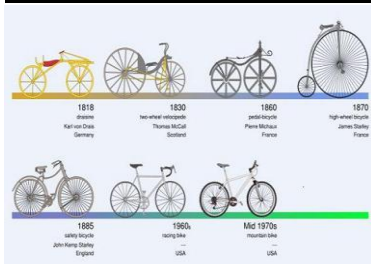 1818
draisine
Karl von Drais
Germany
1830
two-wheel velocipede
Thomas McCall
Scotland
1860
pedal-bicycle
Pierre Michaux
France
1870
high-wheel bicycle
James Starley
France
1885
safety bicycle
John Kemp Starley
England
1960s
racing bike
---
USA
Mid 1970s
mountain bike
---
USA